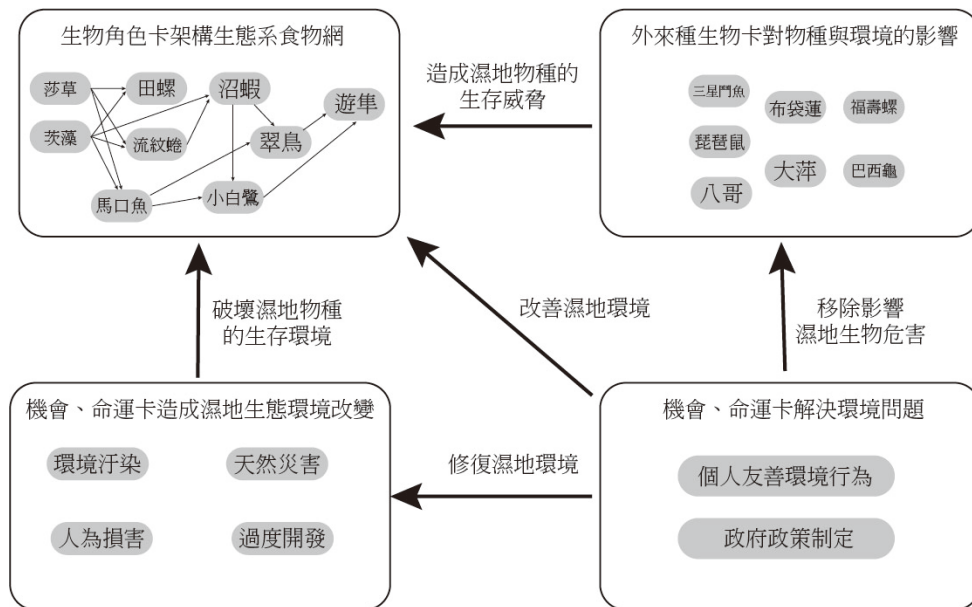 生物角色卡架構生態系食物網
莎草
田螺
沼蝦
遊隼
茨藻
流紋蜷
翠鳥
馬口魚
小白鷺
造成濕地物種的
生存威脅
外來種生物卡對物種與環境的影響
三星鬥魚
布袋蓮
福壽螺
琵琶鼠
大萍
巴西龜
八哥
破壞濕地物種
的生存環境
改善濕地環境
移除影響
濕地生物危害
機會、命運卡造成濕地生態環境改變
環境汙染
天然災害
人為損害
過度開發
修復濕地環境
機會、命運卡解決環境問題
個人友善環境行為
政府政策制定